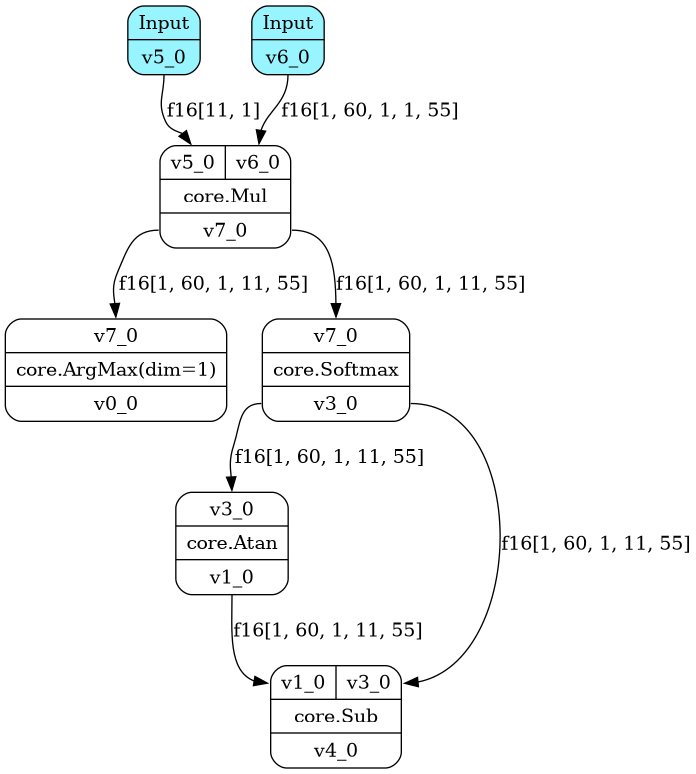 Input
v5_0
Input
v6_0
f16[11, 1]
f16[1, 60, 1, 1, 55]
v5_0
v6_0
core.Mul
v7_0
f16[1, 60, 1, 11, 55]
f16[1, 60, 1, 11, 55]
v7_0
core.ArgMax(dim=1)
v0_0
v7_0
core.Softmax
v3_0
f16[1, 60, 1, 11, 55]
v3_0
core.Atan
v1_0
f16[1, 60, 1, 11, 55]
f16[1, 60, 1, 11, 55]
v1_0
v3_0
core.Sub
v4_0